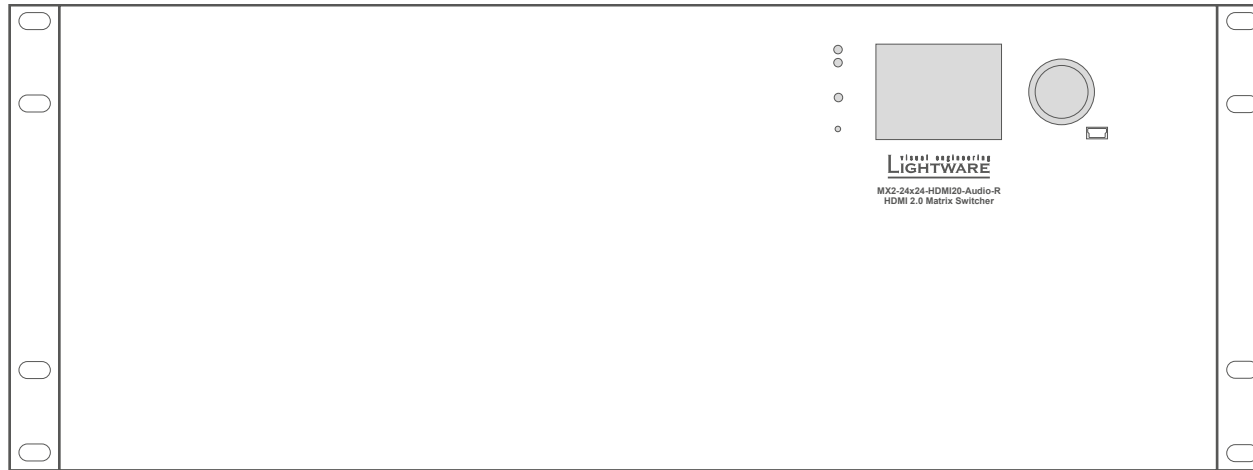 visual engineering
LIGHTWARE
MX2-24x24-HDMI20-Audio-R
HDMI 2.0 Matrix Switcher